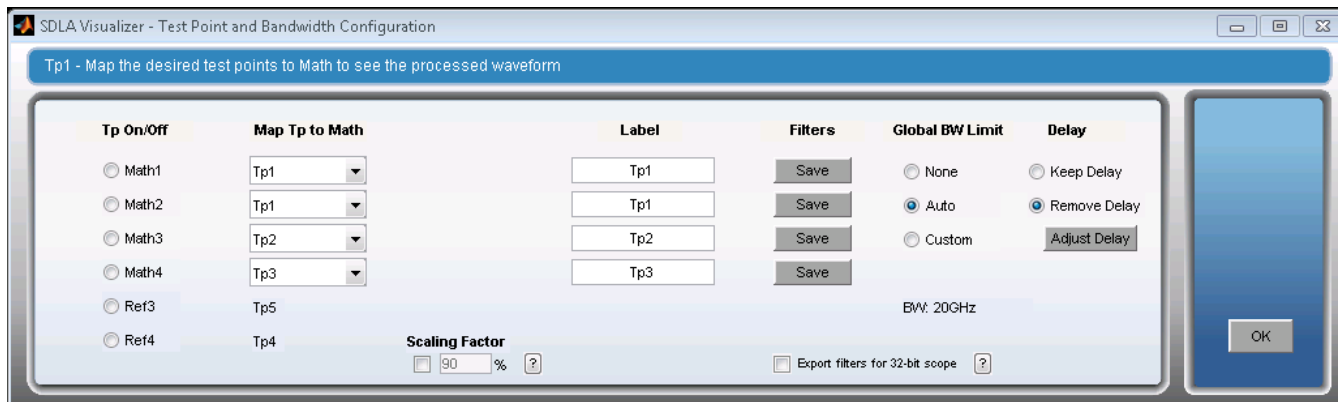 SDLA Visualizer - Test Point and Bandwidth Configuration
Tp1 - Map the desired test points to Math to see the processed waveform
Tp On/Off Map Tp to Math Label Filters Global BW Limit Delay
Math1 Tp1 Tp1 Save None Keep Delay
Math2 Tp1 Tp1 Save Auto Remove Delay
Math3 Tp2 Tp2 Save Custom Adjust Delay
Math4 Tp3 Tp3 Save
Ref3 Tp5 BW: 20GHz
Ref4 Tp4 Scaling Factor OK
90 % ? Export filters for 32-bit scope ?